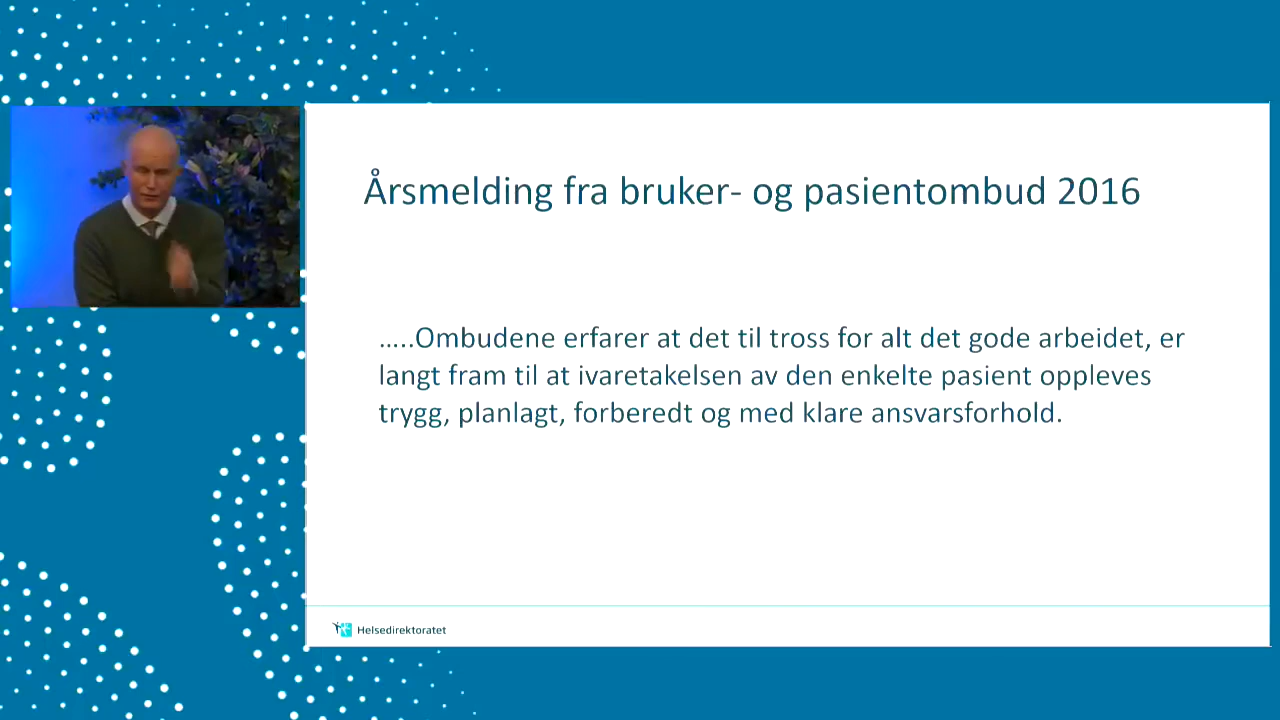 Årsmelding fra bruker- og pasientombud 2016
.....Ombudene erfarer at det til tross for alt det gode arbeidet, er
langt fram til at ivaretakelsen av den enkelte pasient oppleves
trygg, planlagt, forberedt og med klare ansvarsforhold.
Helsedirektoratet